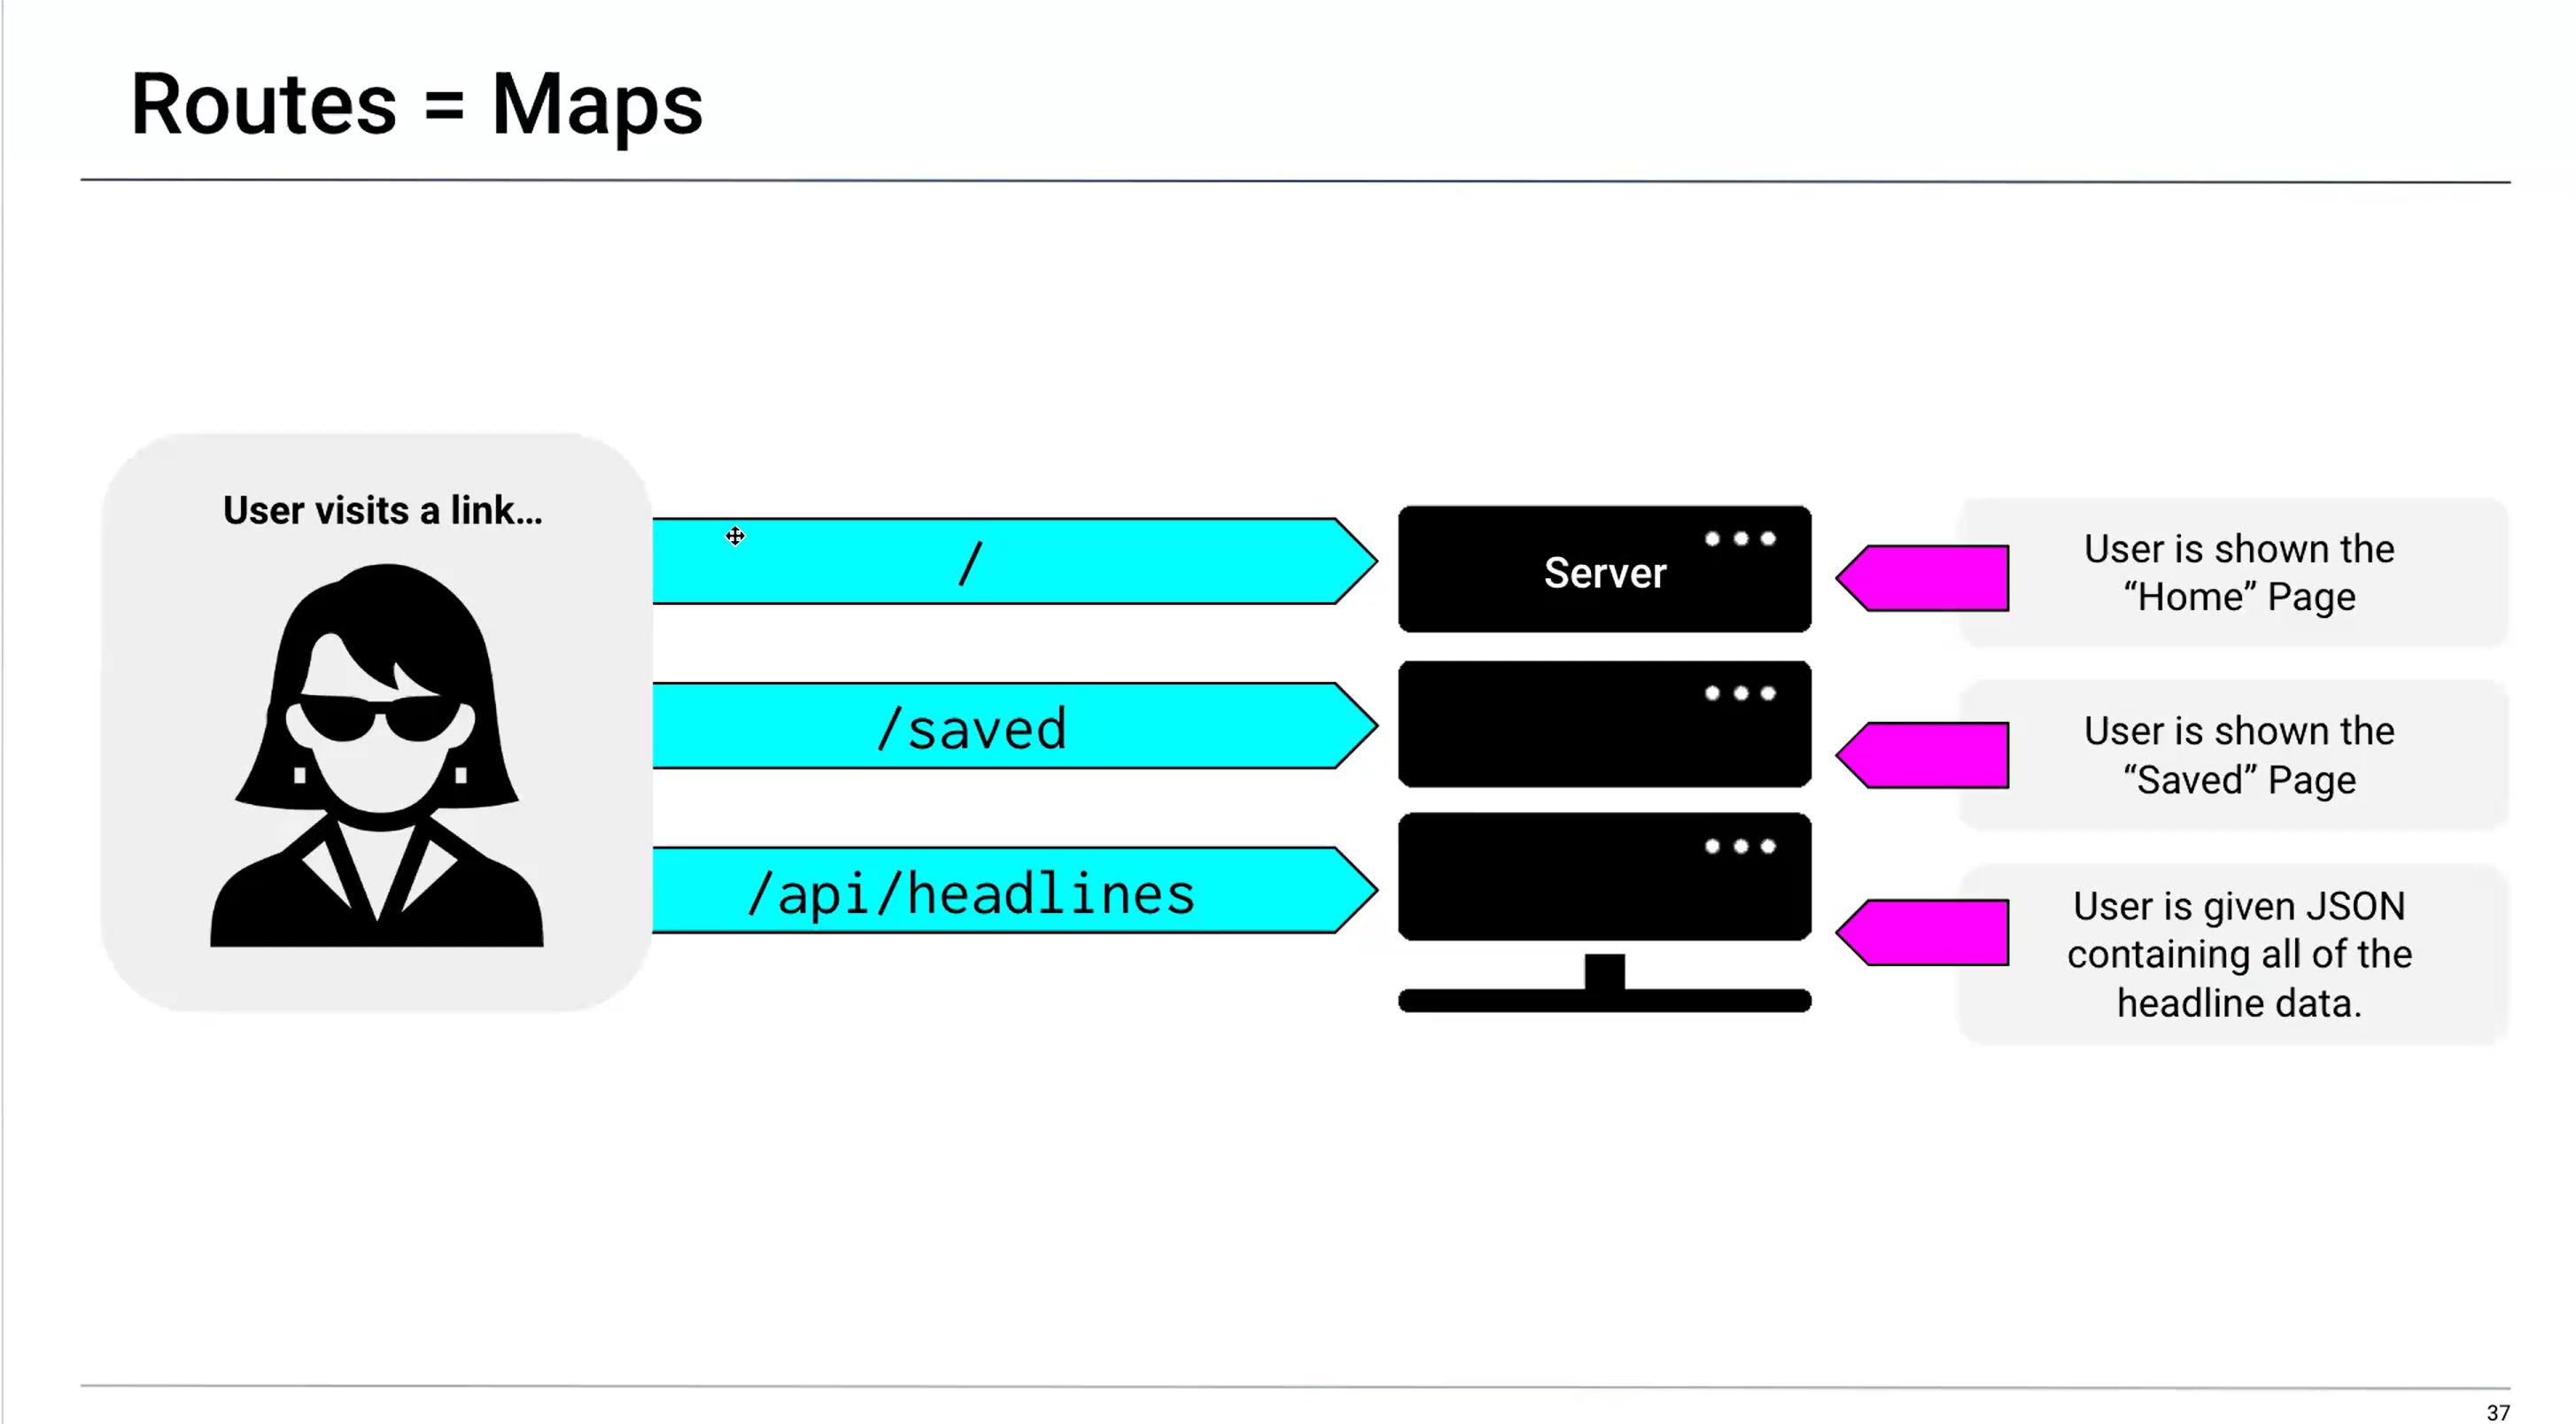 Routes = Maps
User visits a link...
/
/saved
/api/headlines
Server
User is shown the
“Home” Page
User is shown the
“Saved” Page
User is given JSON
containing all of the
headline data.
37